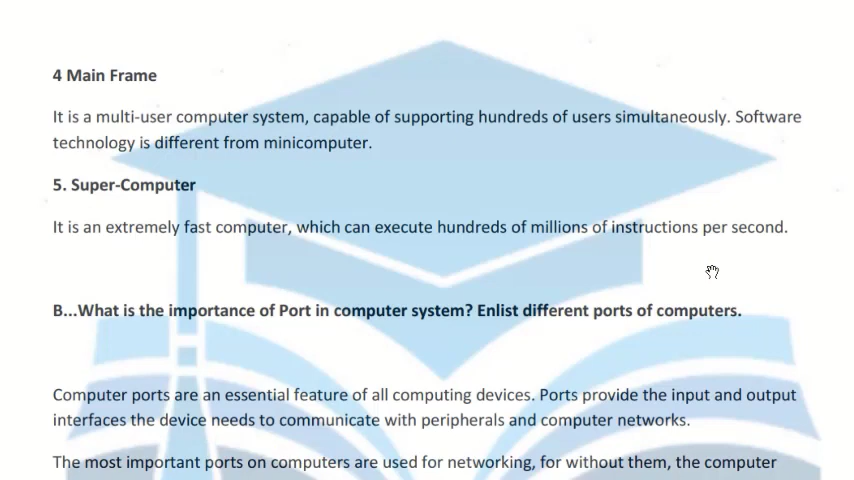 4 Main Frame
It is a multi-user computer system, capable of supporting hundreds of users simultaneously. Software
technology is different from minicomputer.
5. Super-Computer
It is an extremely fast computer, which can execute hundreds of millions of instructions per second.
B...What is the importance of Port in computer system? Enlist different ports of computers.
Computer ports are an essential feature of all computing devices. Ports provide the input and output
interfaces the device needs to communicate with peripherals and computer networks.
The most important ports on computers are used for networking, for without them, the computer